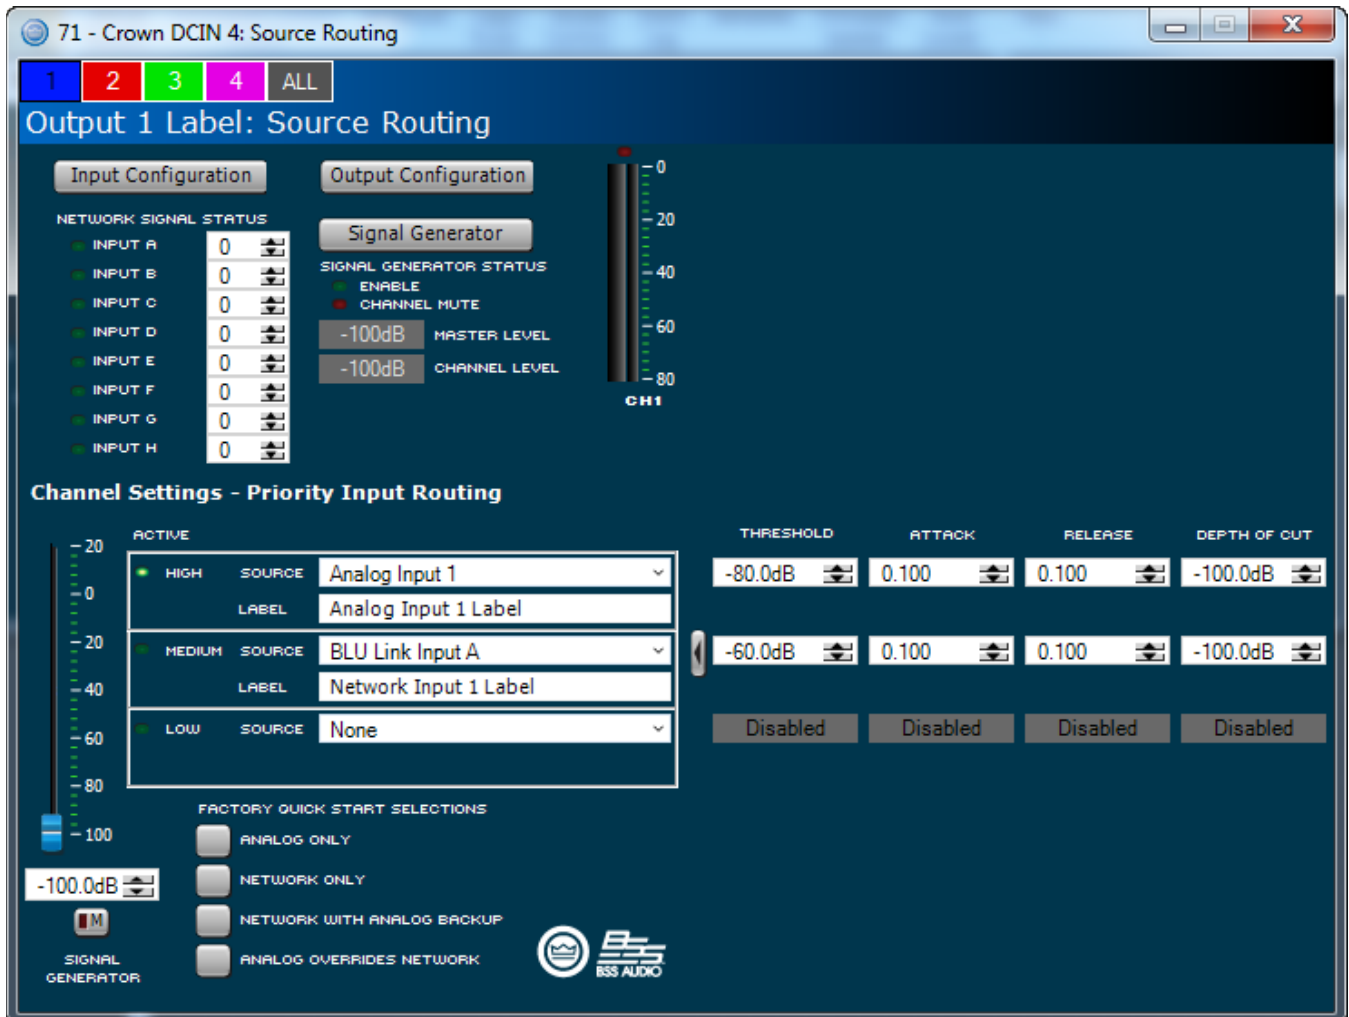 71 - Crown DCIN 4: Source Routing
1 2 3 4 ALL
Output 1 Label: Source Routing
Input Configuration
Output Configuration
NETWORK SIGNAL STATUS
INPUT A 0
INPUT B 0
INPUT C 0
INPUT D 0
INPUT E 0
INPUT F 0
INPUT G 0
INPUT H 0
Signal Generator
SIGNAL GENERATOR STATUS
ENABLE
CHANNEL MUTE
-100dB MASTER LEVEL
-100dB CHANNEL LEVEL
0
20
40
60
80
CH1
Channel Settings - Priority Input Routing
20
0
20
40
60
80
100
-100.0dB
M
SIGNAL
GENERATOR
ACTIVE
THRESHOLD ATTACK RELEASE DEPTH OF CUT
HIGH SOURCE Analog Input 1 -80.0dB 0.100 0.100 -100.0dB
LABEL Analog Input 1 Label
MEDIUM SOURCE BLU Link Input A -60.0dB 0.100 0.100 -100.0dB
LABEL Network Input 1 Label
LOW SOURCE None Disabled Disabled Disabled Disabled
FACTORY QUICK START SELECTIONS
ANALOG ONLY
NETWORK ONLY
NETWORK WITH ANALOG BACKUP
ANALOG OVERRIDES NETWORK
BSS
BSS AUDIO